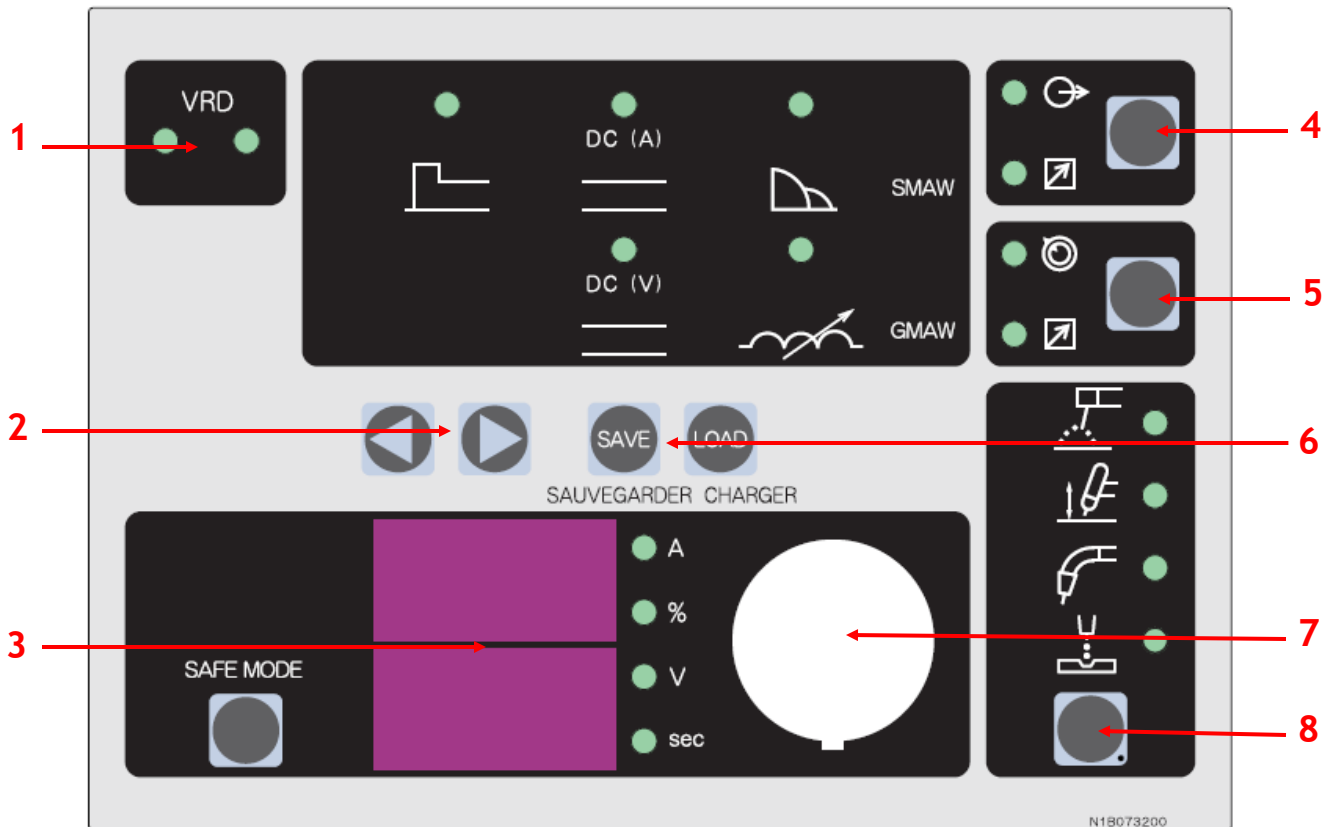 VRD
1
DC (A)
SMAW
4
DC (V)
GMAW
5
2
SAVE LOAD
6
SAUVEGARDER CHARGER
A
%
3
7
SAFE MODE
V
sec
8
N1B073200